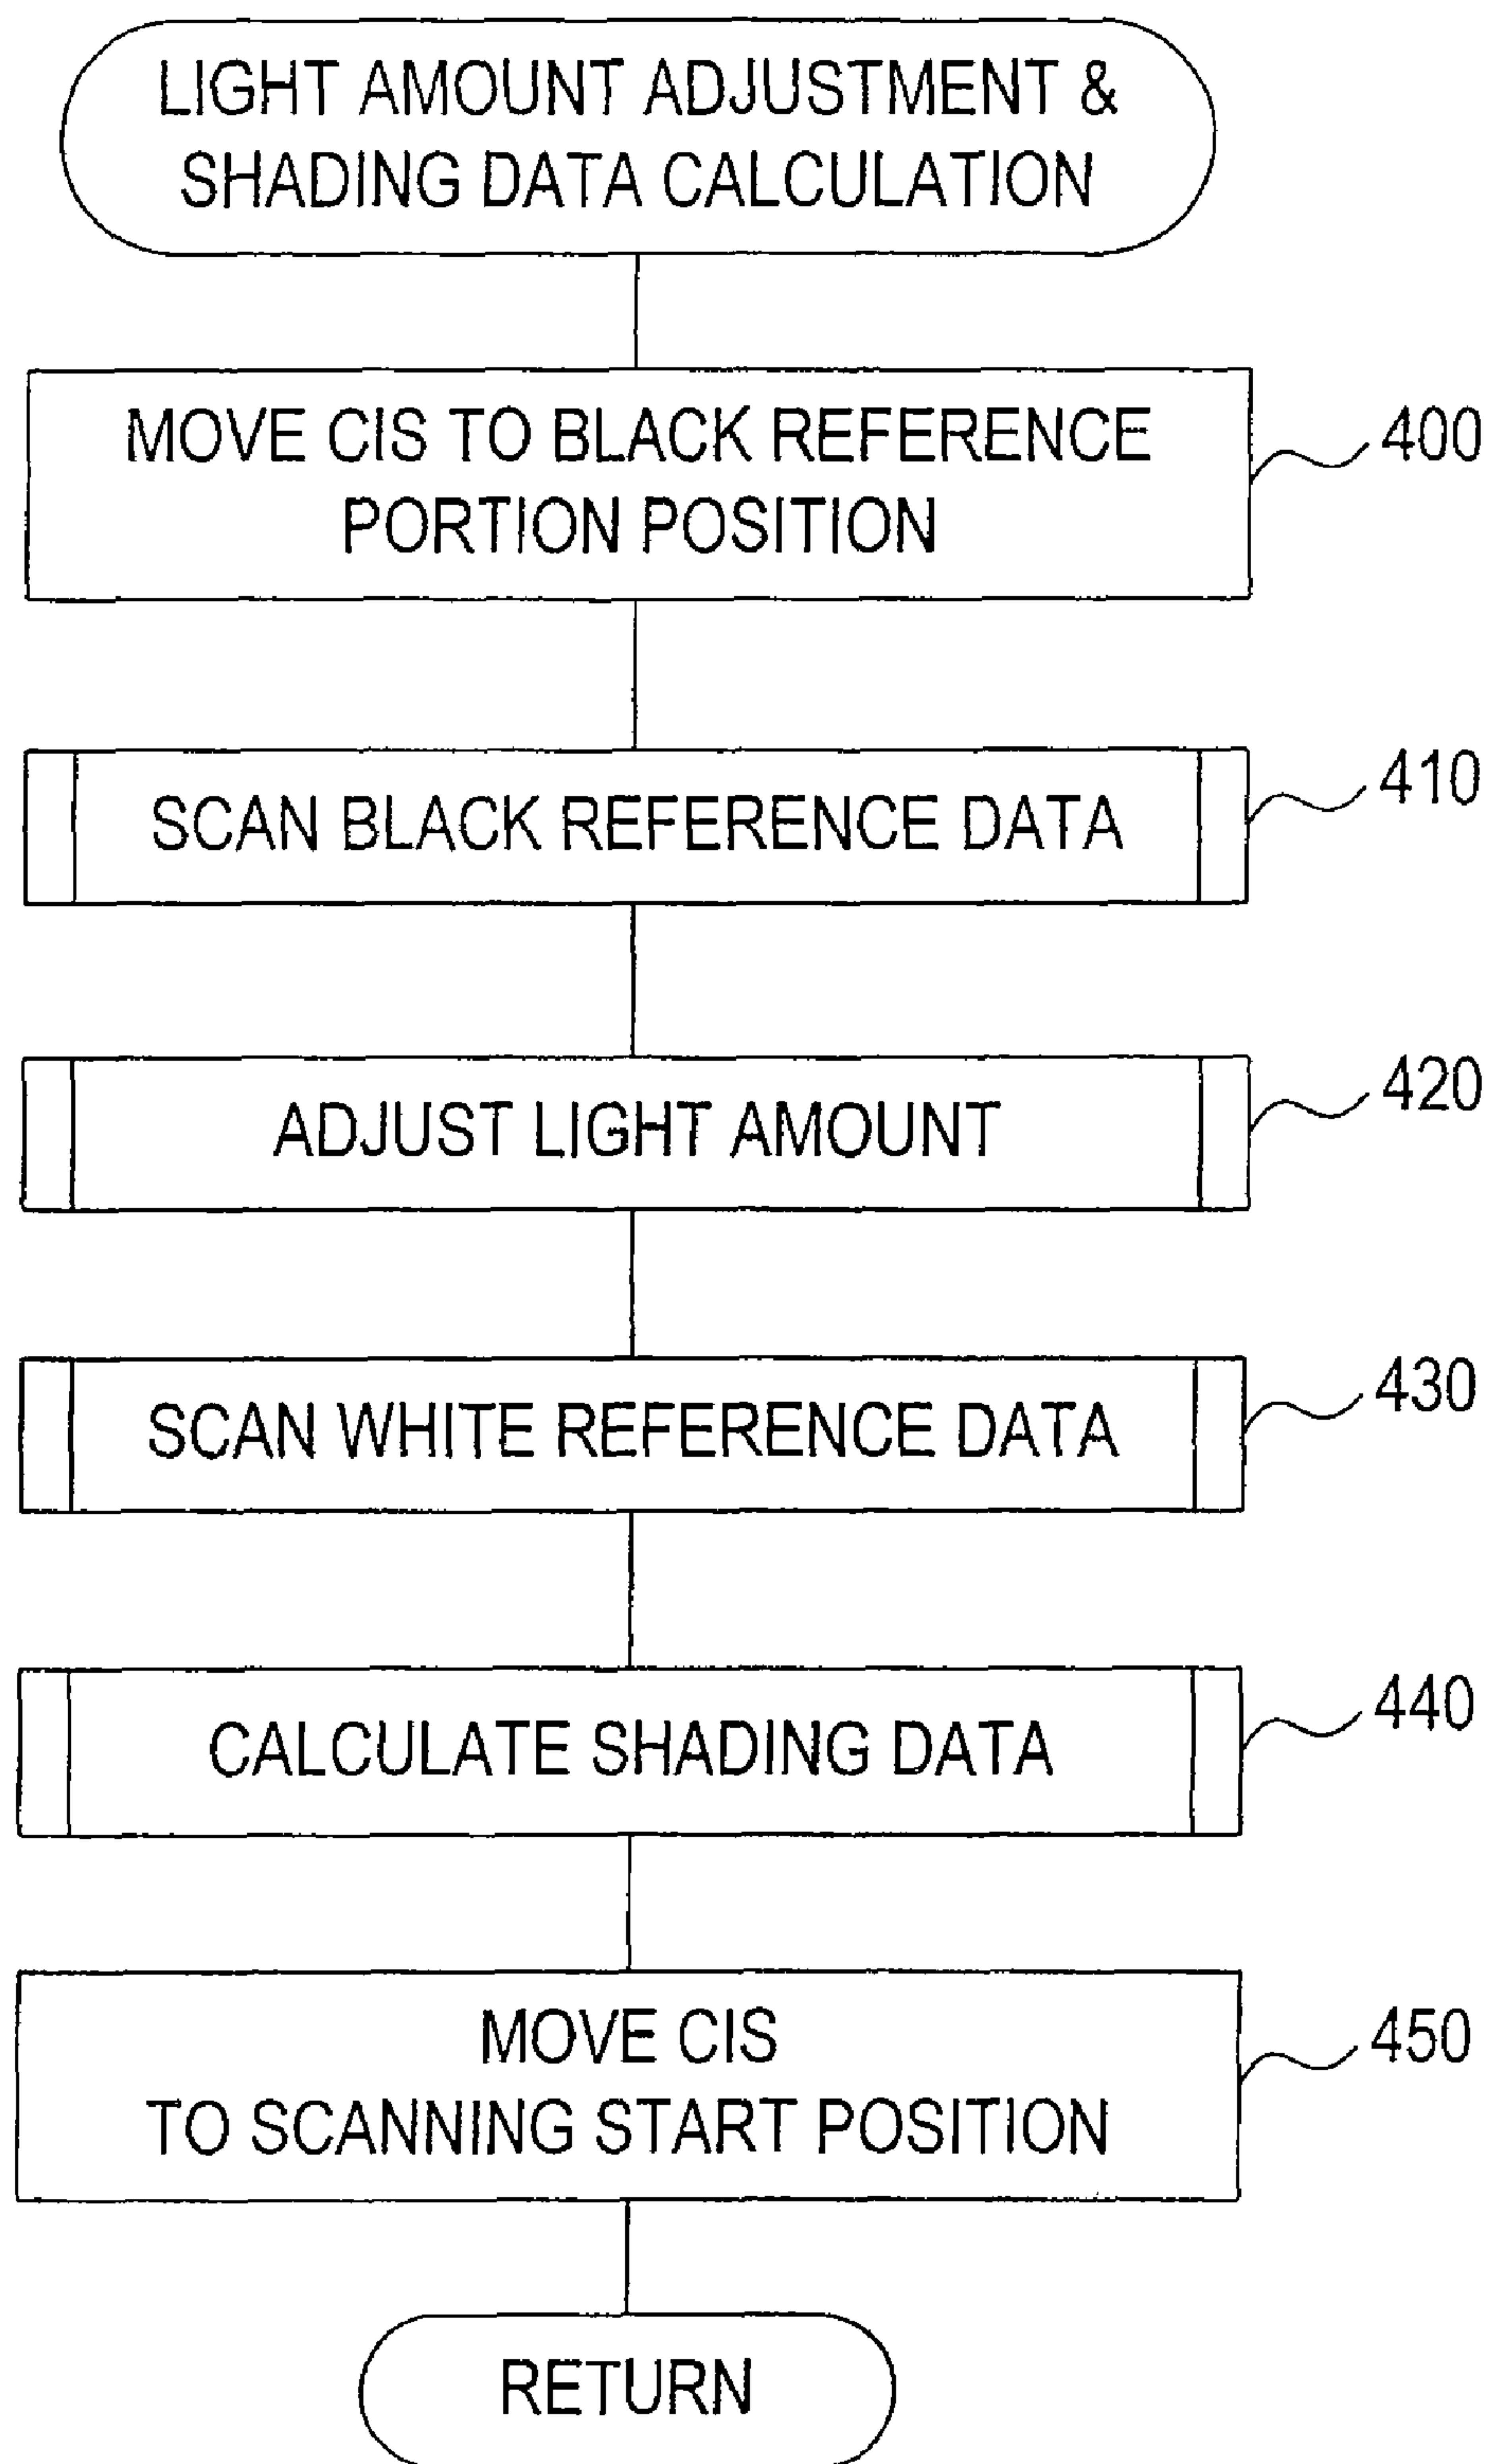 LIGHT AMOUNT ADJUSTMENT &
SHADING DATA CALCULATION
MOVE CIS TO BLACK REFERENCE
PORTION POSITION
400
SCAN BLACK REFERENCE DATA
410
ADJUST LIGHT AMOUNT
420
SCAN WHITE REFERENCE DATA
430
CALCULATE SHADING DATA
440
MOVE CIS
TO SCANNING START POSITION
450
RETURN